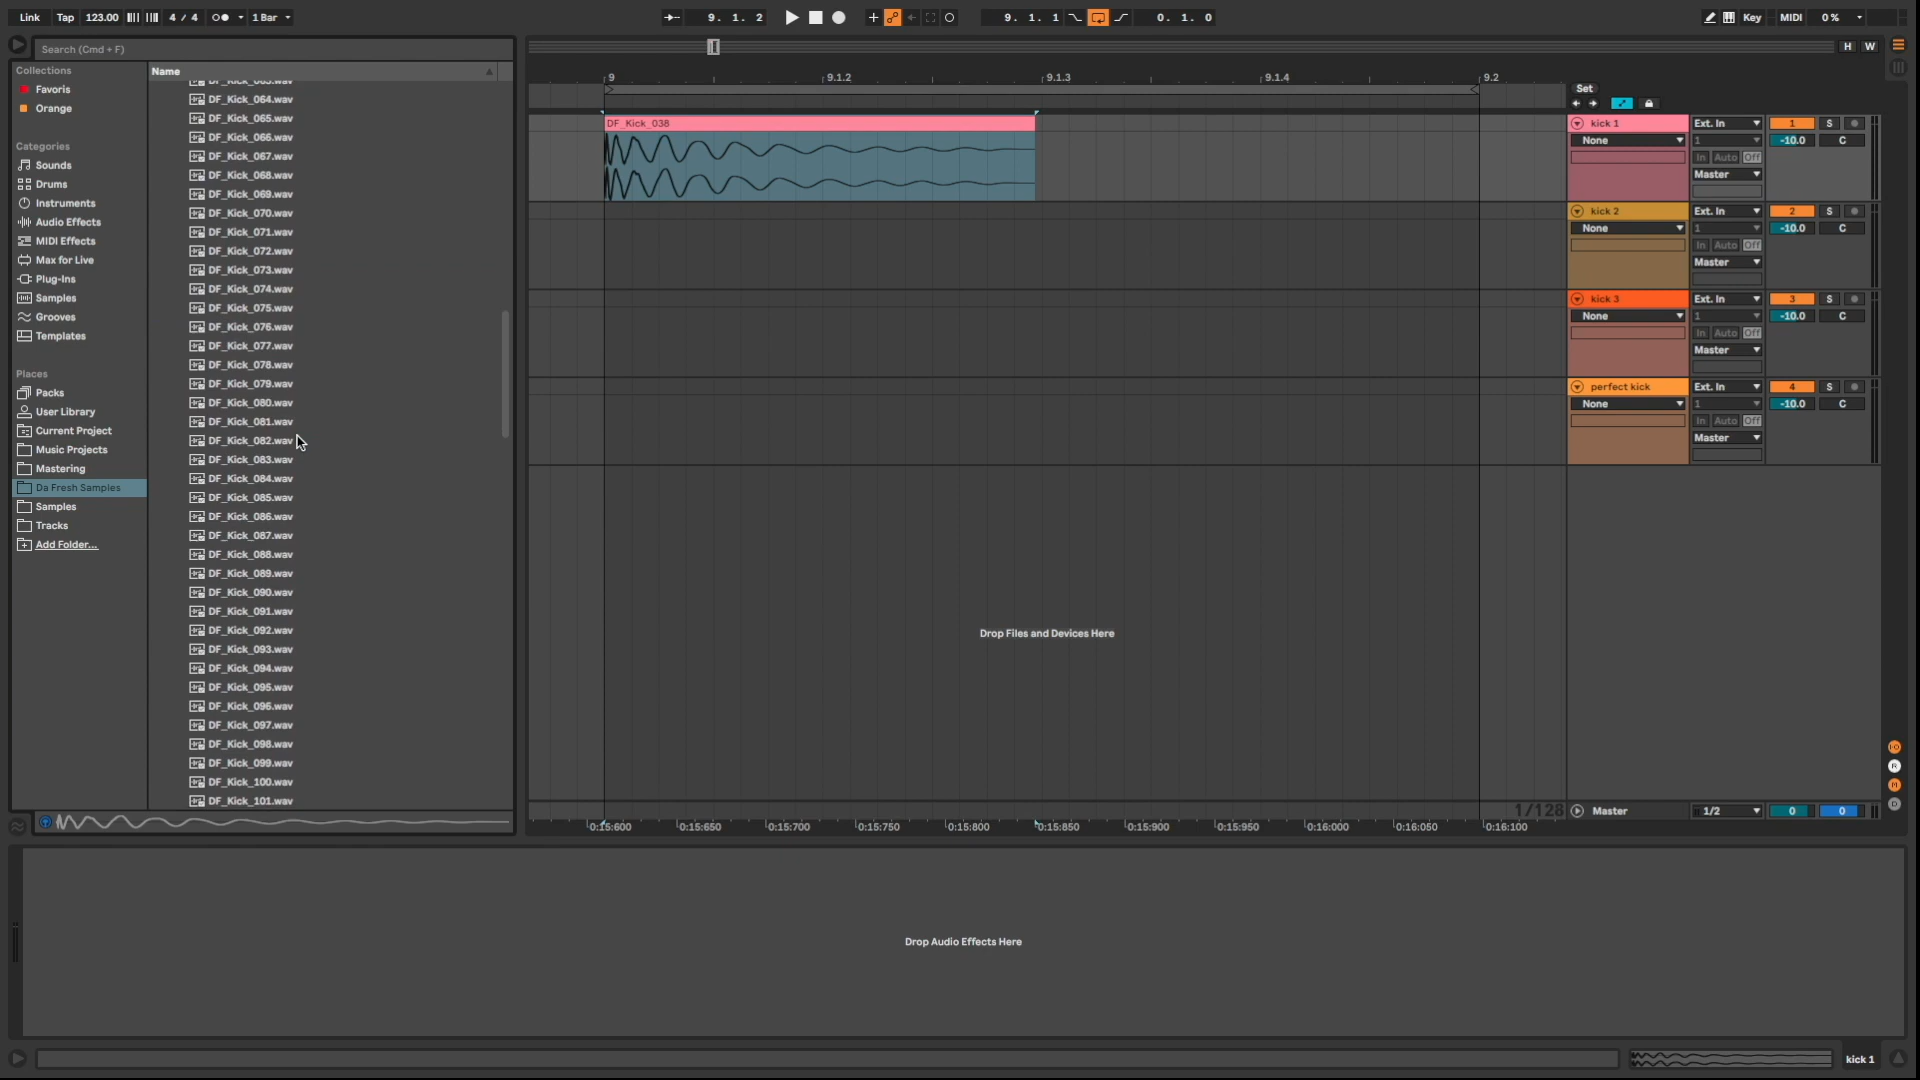 Link Tap 123.00 4 / 4 1 Bar 9. 1. 2 9. 1. 1 0. 1. 0 Key MIDI 0 %
Search (Cmd + F)
H W
Collections
Favoris
Orange
Categories
Sounds
Drums
Instruments
Audio Effects
MIDI Effects
Max for Live
Plug-Ins
Samples
Grooves
Templates
Places
Packs
User Library
Current Project
Music Projects
Mastering
Da Fresh Samples
Samples
Tracks
Add Folder...
Name
DF_Kick_063.wav
DF_Kick_064.wav
DF_Kick_065.wav
DF_Kick_066.wav
DF_Kick_067.wav
DF_Kick_068.wav
DF_Kick_069.wav
DF_Kick_070.wav
DF_Kick_071.wav
DF_Kick_072.wav
DF_Kick_073.wav
DF_Kick_074.wav
DF_Kick_075.wav
DF_Kick_076.wav
DF_Kick_077.wav
DF_Kick_078.wav
DF_Kick_079.wav
DF_Kick_080.wav
DF_Kick_081.wav
DF_Kick_082.wav
DF_Kick_083.wav
DF_Kick_084.wav
DF_Kick_085.wav
DF_Kick_086.wav
DF_Kick_087.wav
DF_Kick_088.wav
DF_Kick_089.wav
DF_Kick_090.wav
DF_Kick_091.wav
DF_Kick_092.wav
DF_Kick_093.wav
DF_Kick_094.wav
DF_Kick_095.wav
DF_Kick_096.wav
DF_Kick_097.wav
DF_Kick_098.wav
DF_Kick_099.wav
DF_Kick_100.wav
DF_Kick_101.wav
9 9.1.2 9.1.3 9.1.4 9.2
Set
DF_Kick_038
kick 1 Ext. In 1 S
None 1 -10.0 C
In Auto Off
Master
kick 2 Ext. In 2 S
None 1 -10.0 C
In Auto Off
Master
kick 3 Ext. In 3 S
None 1 -10.0 C
In Auto Off
Master
perfect kick Ext. In 4 S
None 1 -10.0 C
In Auto Off
Master
Drop Files and Devices Here
I·O
R
M
D
1/128 Master 1/2 0 0
0:15:600 0:15:650 0:15:700 0:15:750 0:15:800 0:15:850 0:15:900 0:15:950 0:16:000 0:16:050 0:16:100
Drop Audio Effects Here
kick 1